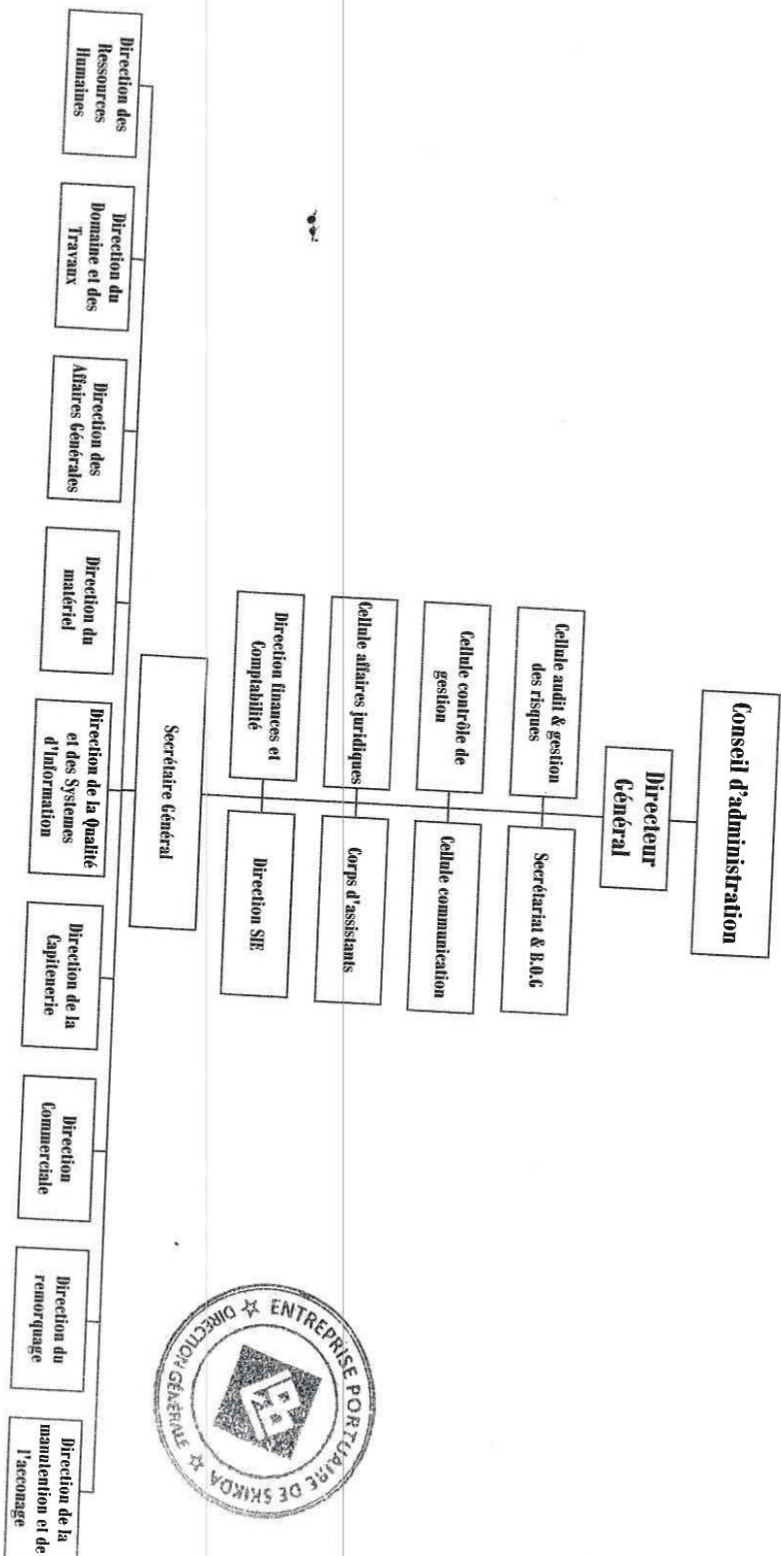 Conseil d'administration
Directeur
Général
Cellule audit & gestion
des risques
Secrétariat & B.O.G
Cellule contrôle de
gestion
Cellule communication
Cellule affaires juridiques
Corps d'assistants
Direction finances et
Comptabilité
Direction SIE
Secrétaire Général
Direction des
Ressources
Humaines
Direction du
Domaine et des
Travaux
Direction des
Affaires Générales
Direction du
matériel
Direction de la Qualité
et des Systemes
d'Information
Direction de la
Capitenerie
Direction
Commerciale
Direction du
remorquage
Direction de la
manutention et de
l'acconage
ENTREPRISE PORTUAIRE DE SKIKDA
DIRECTION GÉNÉRALE